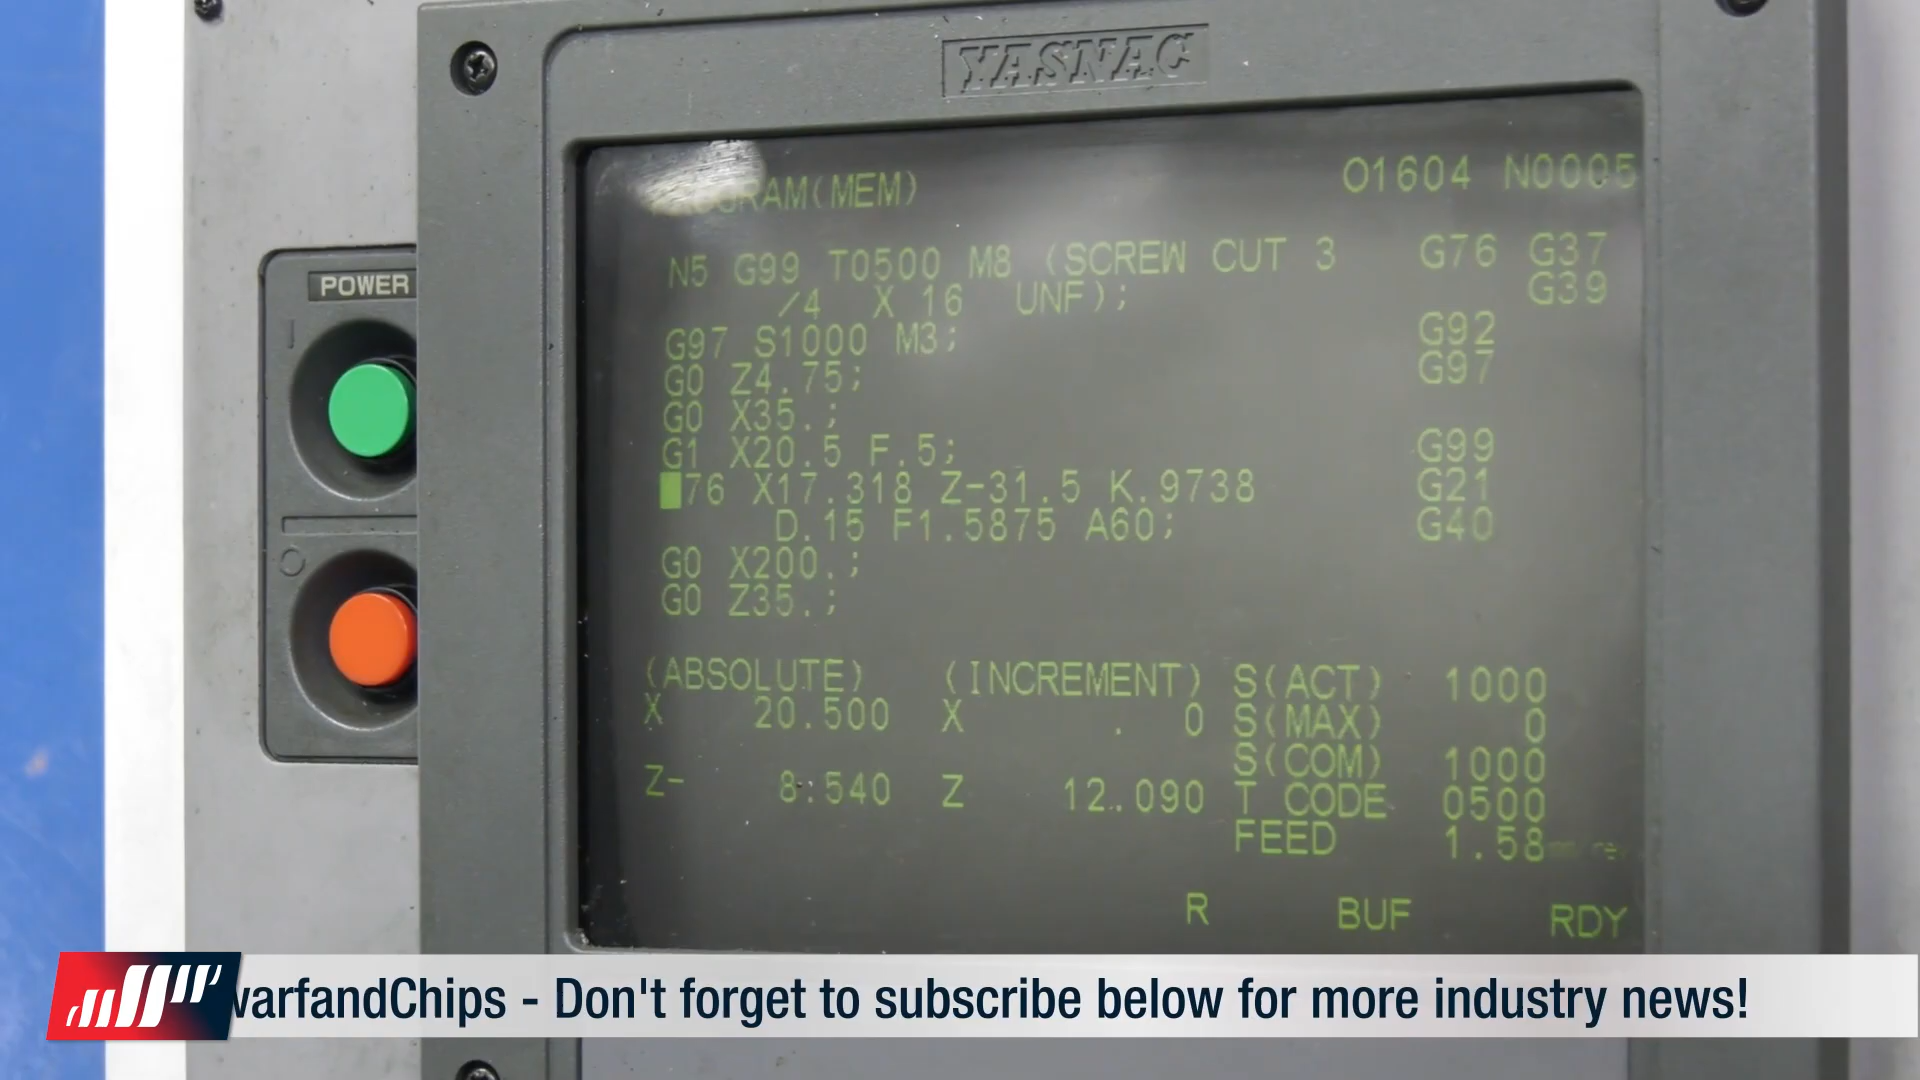 YASNAC
PROGRAM(MEM)
O1604 N0005
N5 G99 T0500 M8 (SCREW CUT 3
/4 X 16 UNF);
G97 S1000 M3;
G0 Z4.75;
G0 X35.;
G1 X20.5 F.5;
76 X17.318 Z-31.5 K.9738
D.15 F1.5875 A60;
G0 X200.;
G0 Z35.;
G76 G37
G39
G92
G97
G99
G21
G40
(ABSOLUTE) (INCREMENT)
X 20.500 X . 0
Z- 8.540 Z 12.090
S(ACT) 1000
S(MAX) 0
S(COM) 1000
T CODE 0500
FEED 1.58
R BUF RDY
POWER
warfandChips - Don't forget to subscribe below for more industry news!